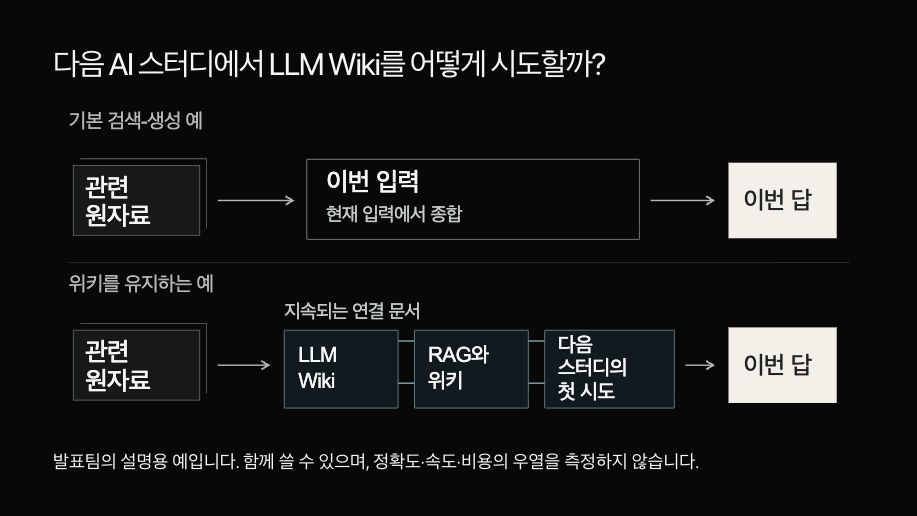 다음 AI 스터디에서 LLM Wiki를 어떻게 시도할까?
기본 검색-생성 예
관련
원자료
이번 입력
현재 입력에서 종합
이번 답
위키를 유지하는 예
지속되는 연결 문서
관련
원자료
LLM
Wiki
RAG와
위키
다음
스터디의
첫 시도
이번 답
발표팀의 설명용 예입니다. 함께 쓸 수 있으며, 정확도·속도·비용의 우열을 측정하지 않습니다.